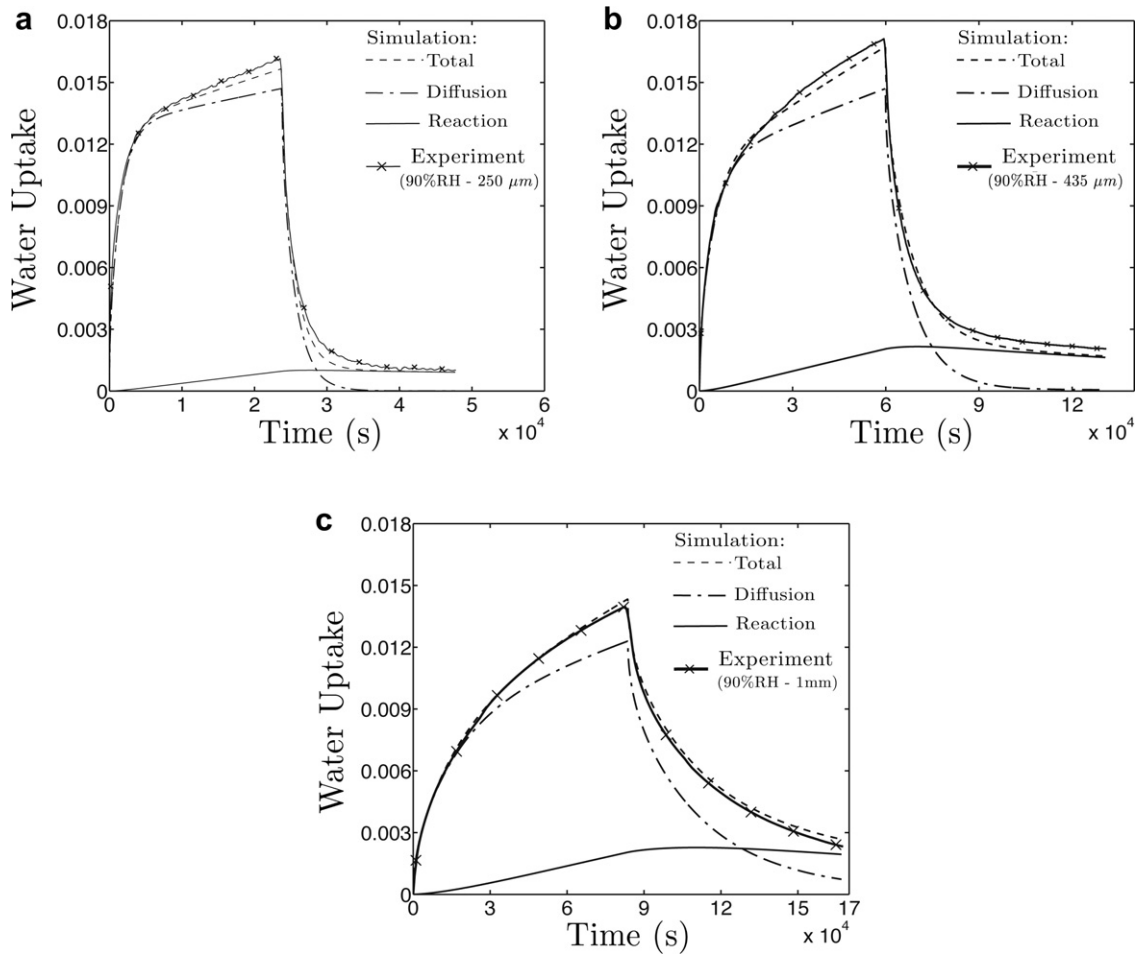 a
Water Uptake
0.018
0.015
0.012
0.009
0.006
0.003
0
Simulation:
Total
Diffusion
Reaction
Experiment
(90%RH - 250 μm)
0 1 2 3 4 5 6
Time (s)
x 10⁴
b
Water Uptake
0.018
0.015
0.012
0.009
0.006
0.003
0
Simulation:
Total
Diffusion
Reaction
Experiment
(90%RH - 435 μm)
0 3 6 9 12
Time (s)
x 10⁴
c
Water Uptake
0.018
0.015
0.012
0.009
0.006
0.003
0
Simulation:
Total
Diffusion
Reaction
Experiment
(90%RH - 1mm)
0 3 6 9 12 15 17
Time (s)
x 10⁴